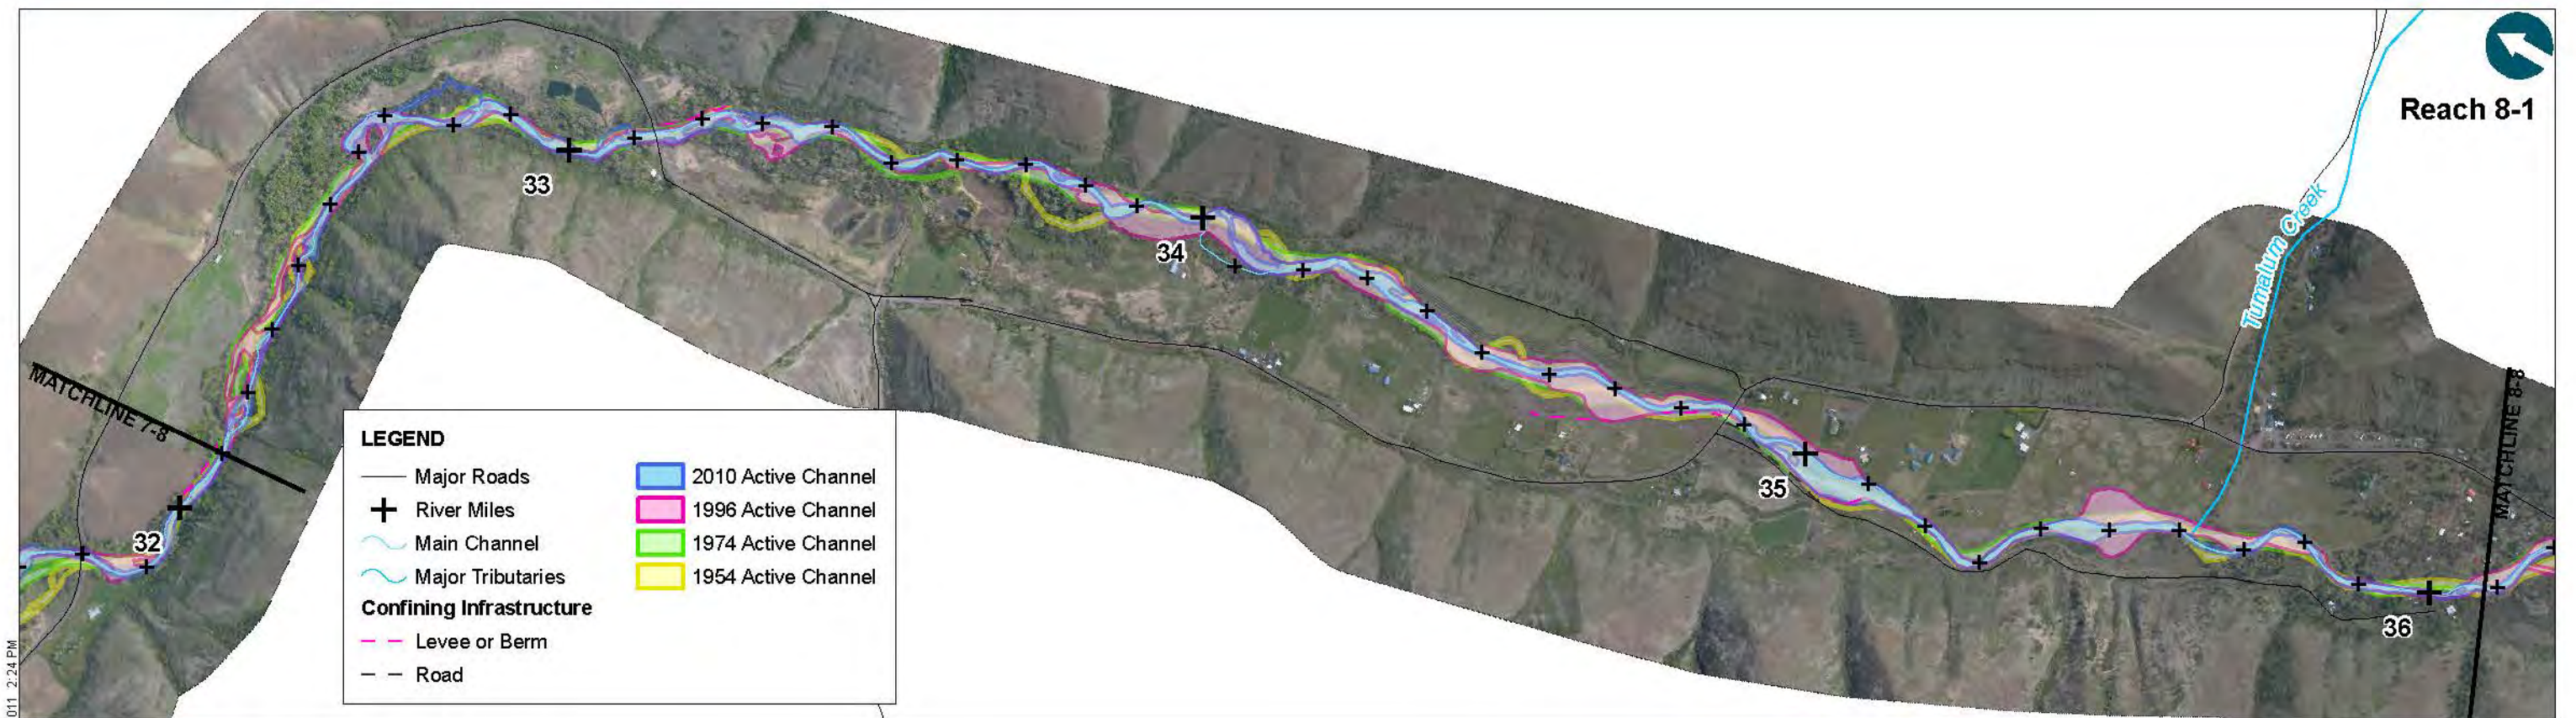 Reach 8-1
Tumalum Creek
33
34
MATCHLINE 7-8
MATCHLINE 8-8
32
35
36
LEGEND
Major Roads
River Miles
Main Channel
Major Tributaries
Confining Infrastructure
Levee or Berm
Road
2010 Active Channel
1996 Active Channel
1974 Active Channel
1954 Active Channel
011 2:24 PM